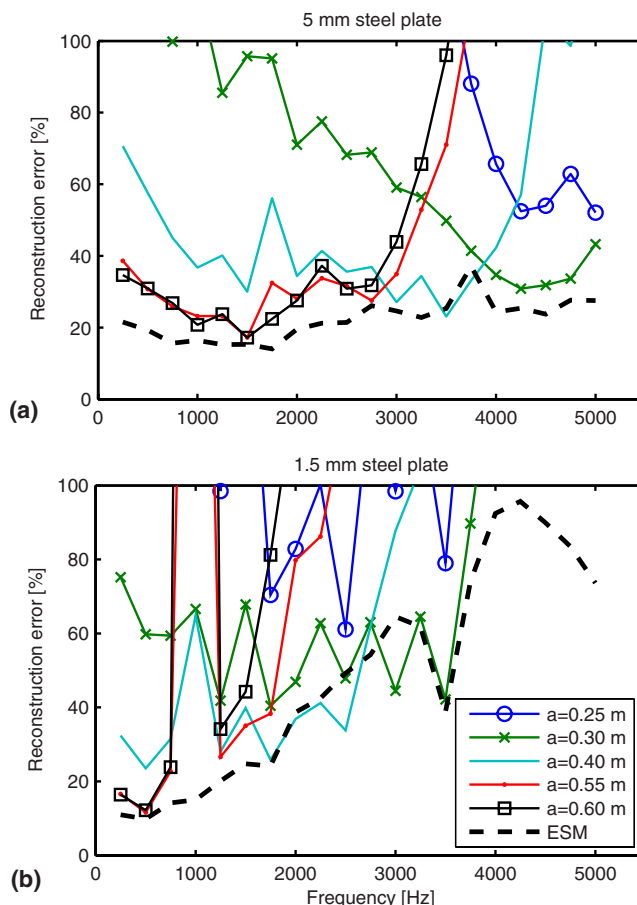 5 mm steel plate
100
80
60
40
20
0
Reconstruction error [%]
(a)
0 1000 2000 3000 4000 5000
1.5 mm steel plate
100
80
60
40
20
0
Reconstruction error [%]
a=0.25 m
a=0.30 m
a=0.40 m
a=0.55 m
a=0.60 m
ESM
(b)
0 1000 2000 3000 4000 5000
Frequency [Hz]